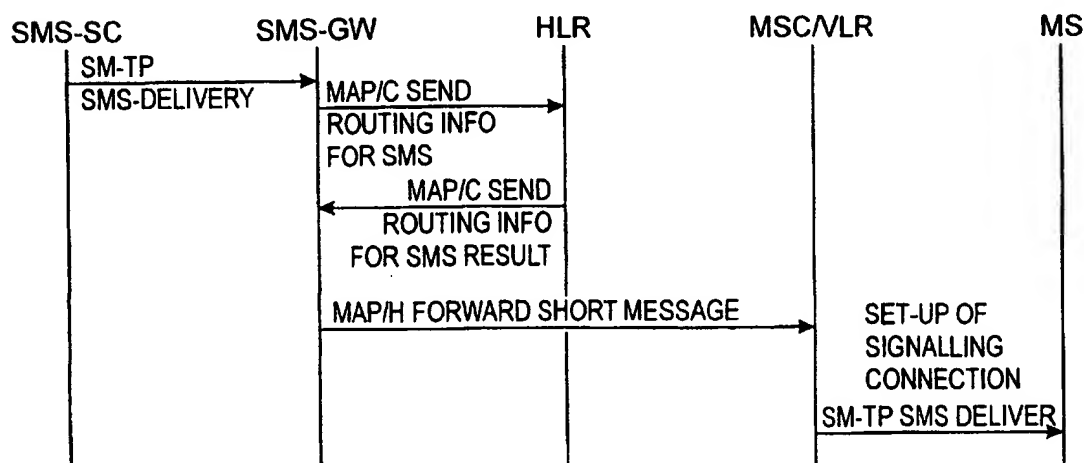 SMS-SC SMS-GW HLR MSC/VLR MS
SM-TP
SMS-DELIVERY
MAP/C SEND
ROUTING INFO
FOR SMS
MAP/C SEND
ROUTING INFO
FOR SMS RESULT
MAP/H FORWARD SHORT MESSAGE
SET-UP OF
SIGNALLING
CONNECTION
SM-TP SMS DELIVER